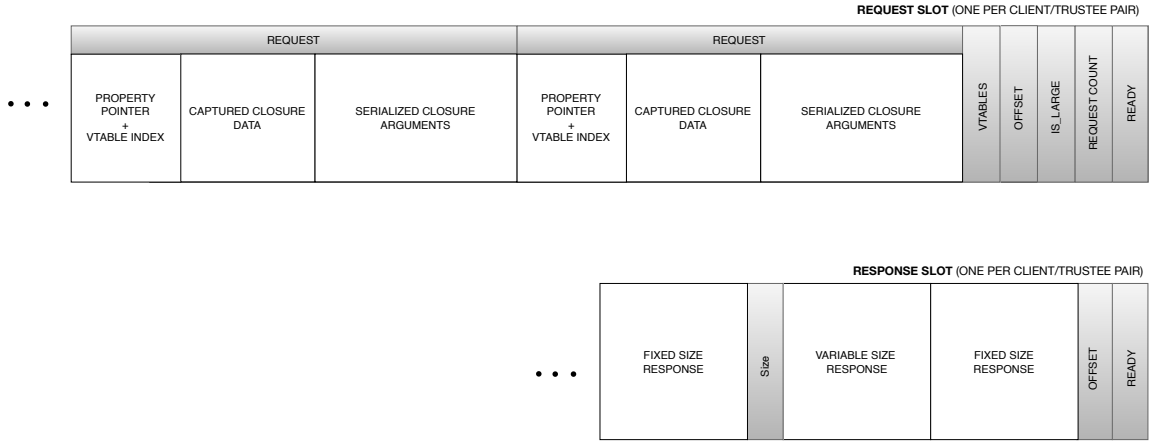 REQUEST SLOT (ONE PER CLIENT/TRUSTEE PAIR)
REQUEST
REQUEST
PROPERTY
POINTER
+
VTABLE INDEX
CAPTURED CLOSURE
DATA
SERIALIZED CLOSURE
ARGUMENTS
PROPERTY
POINTER
+
VTABLE INDEX
CAPTURED CLOSURE
DATA
SERIALIZED CLOSURE
ARGUMENTS
VTABLES
OFFSET
IS_LARGE
REQUEST COUNT
READY
• • •
RESPONSE SLOT (ONE PER CLIENT/TRUSTEE PAIR)
• • •
FIXED SIZE
RESPONSE
Size
VARIABLE SIZE
RESPONSE
FIXED SIZE
RESPONSE
OFFSET
READY